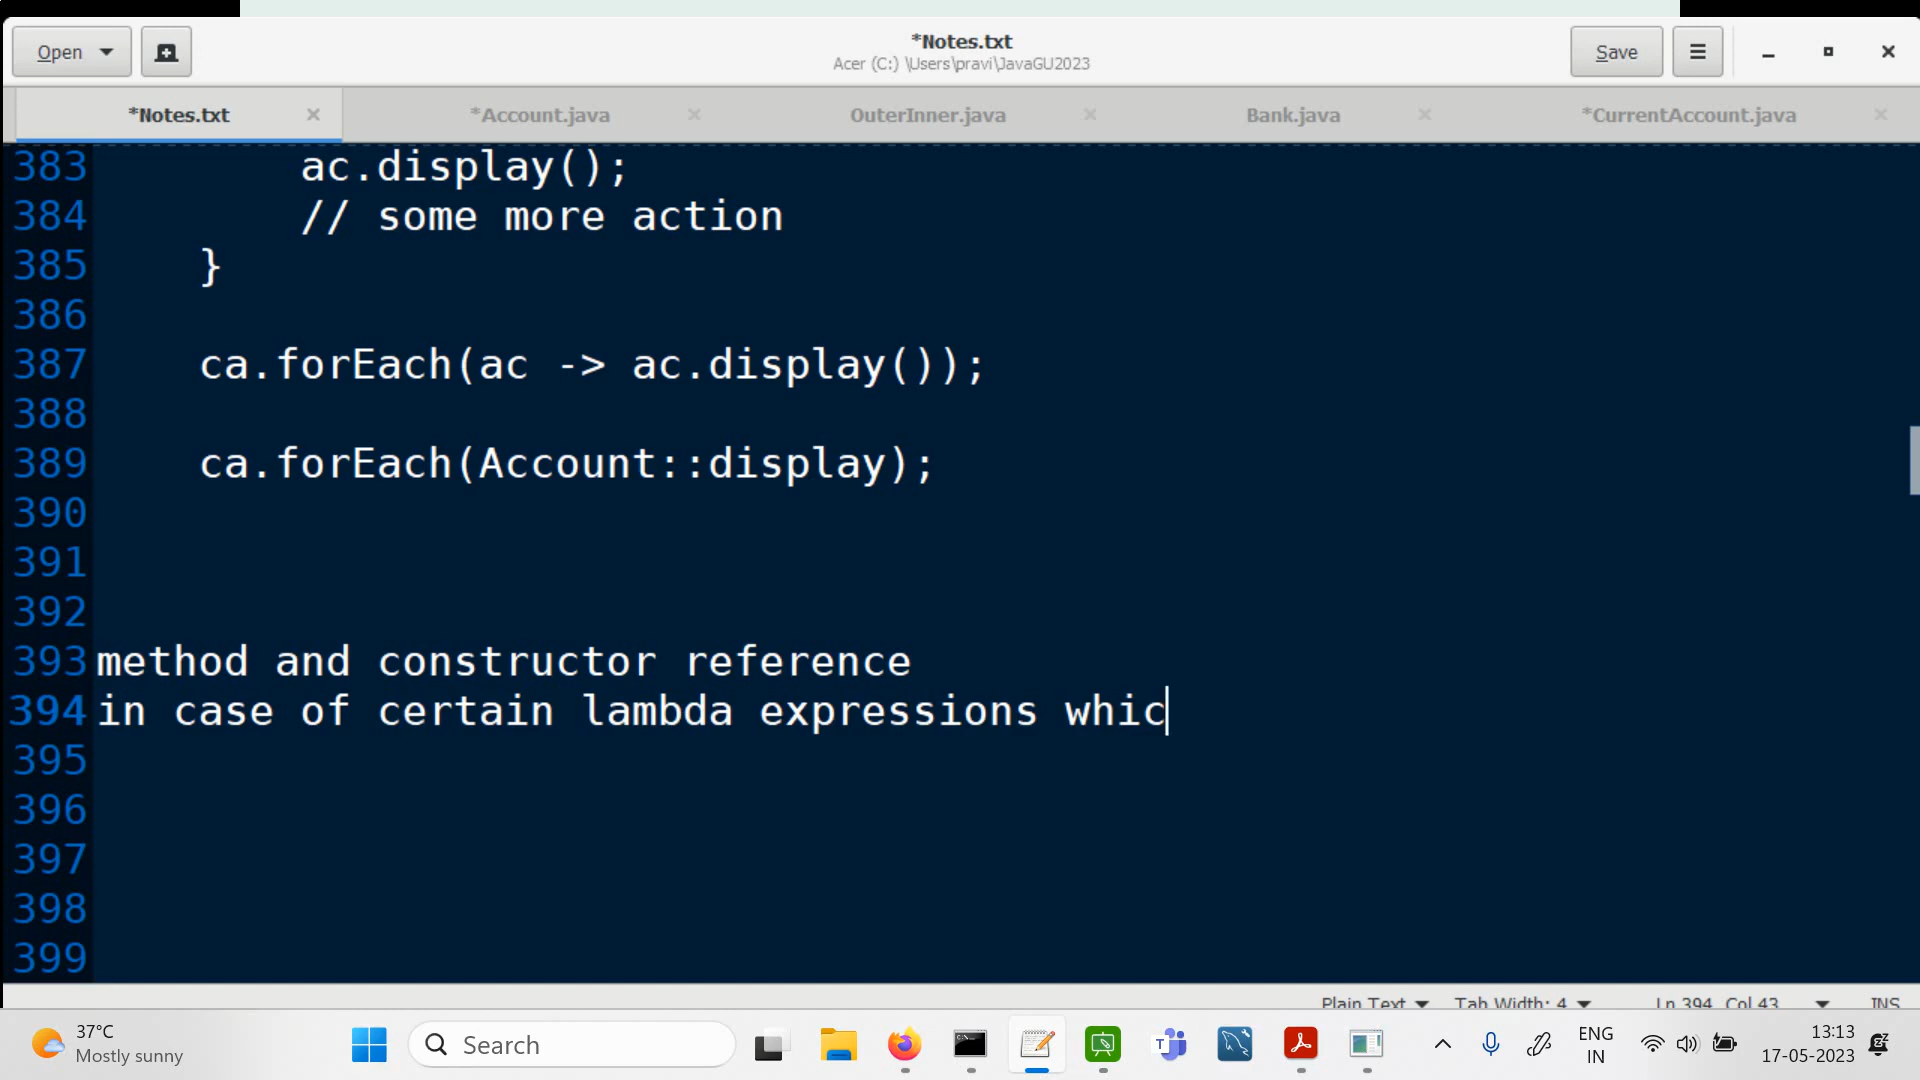 Open
*Notes.txt
Acer (C:) \Users\pravi\JavaGU2023
Save
*Notes.txt
*Account.java
OuterInner.java
Bank.java
*CurrentAccount.java
383 ac.display();
384 // some more action
385 }
386
387 ca.forEach(ac -> ac.display());
388
389 ca.forEach(Account::display);
390
391
392
393 method and constructor reference
394 in case of certain lambda expressions whic
395
396
397
398
399
Plain Text Tab Width: 4 Ln 394, Col 43 INS
37°C
Mostly sunny
Search
ENG
IN
13:13
17-05-2023